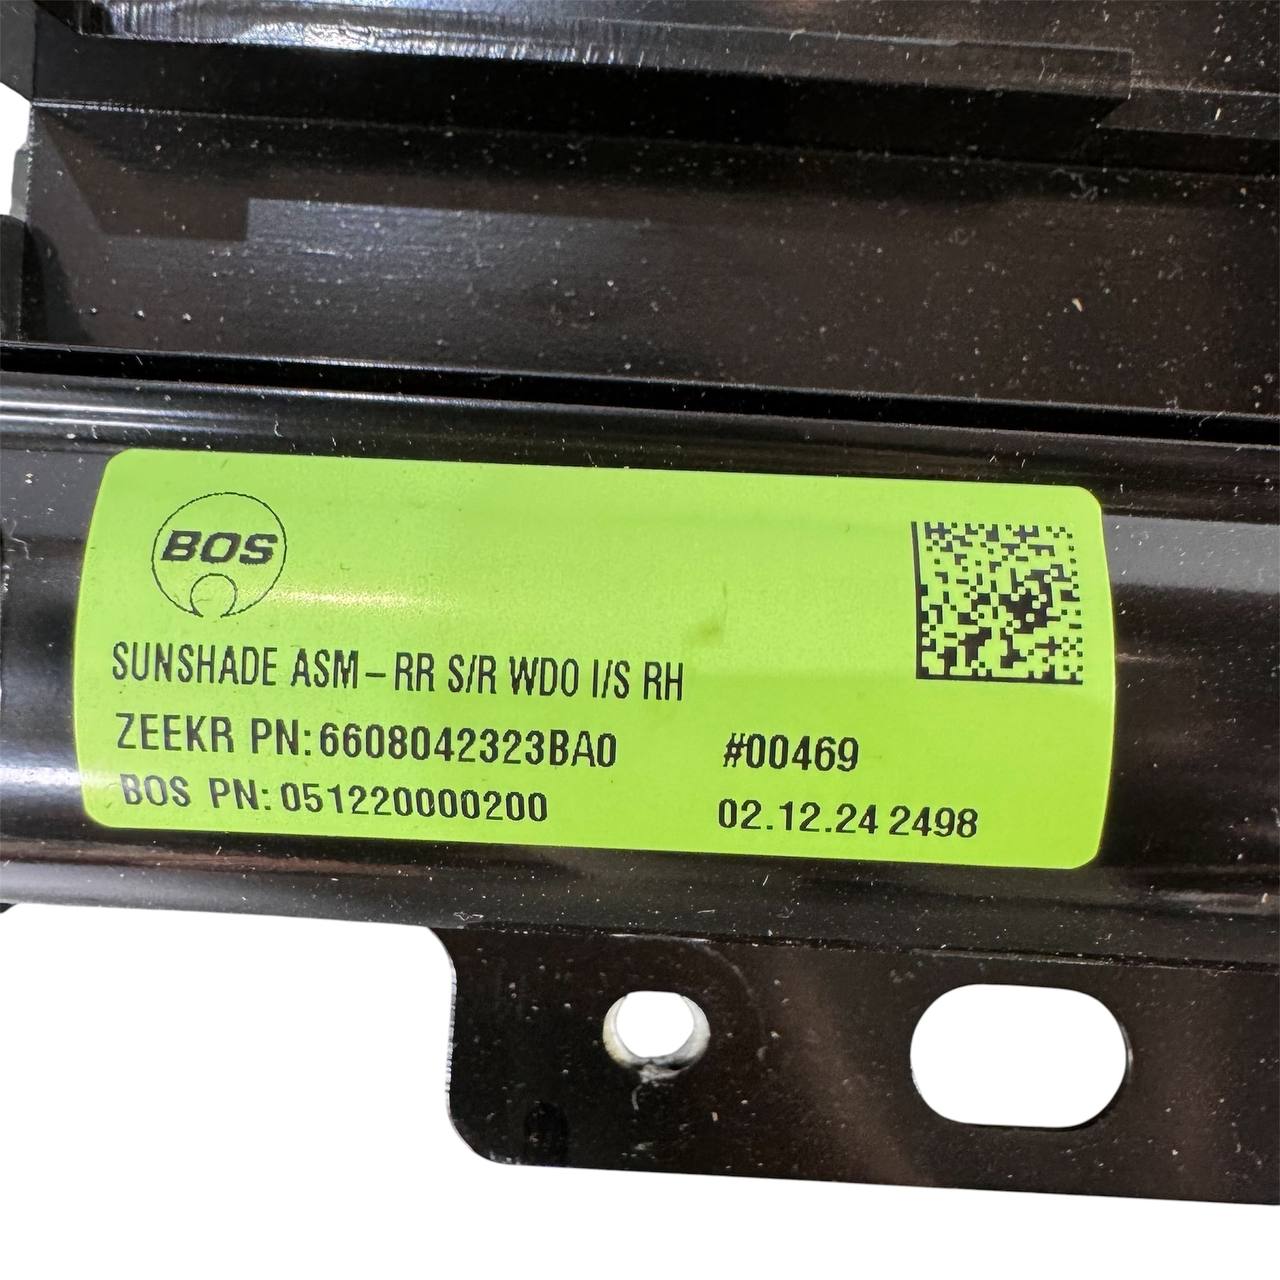 BOS
SUNSHADE ASM-RR S/R WDO I/S RH
ZEEKR PN:6608042323BA0 #00469
BOS PN:051220000200 02.12.24 2498